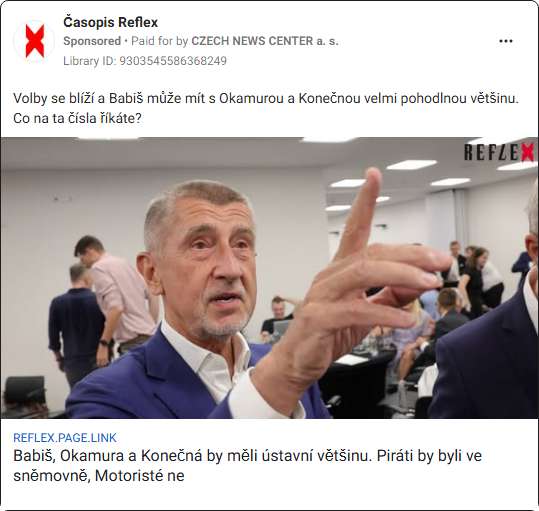 Časopis Reflex
Sponsored • Paid for by CZECH NEWS CENTER a. s.
Library ID: 9303545586368249
Volby se blíží a Babiš může mít s Okamurou a Konečnou velmi pohodlnou většinu.
Co na ta čísla říkáte?
REFLEX
REFLEX.PAGE.LINK
Babiš, Okamura a Konečná by měli ústavní většinu. Piráti by byli ve
sněmovně, Motoristé ne